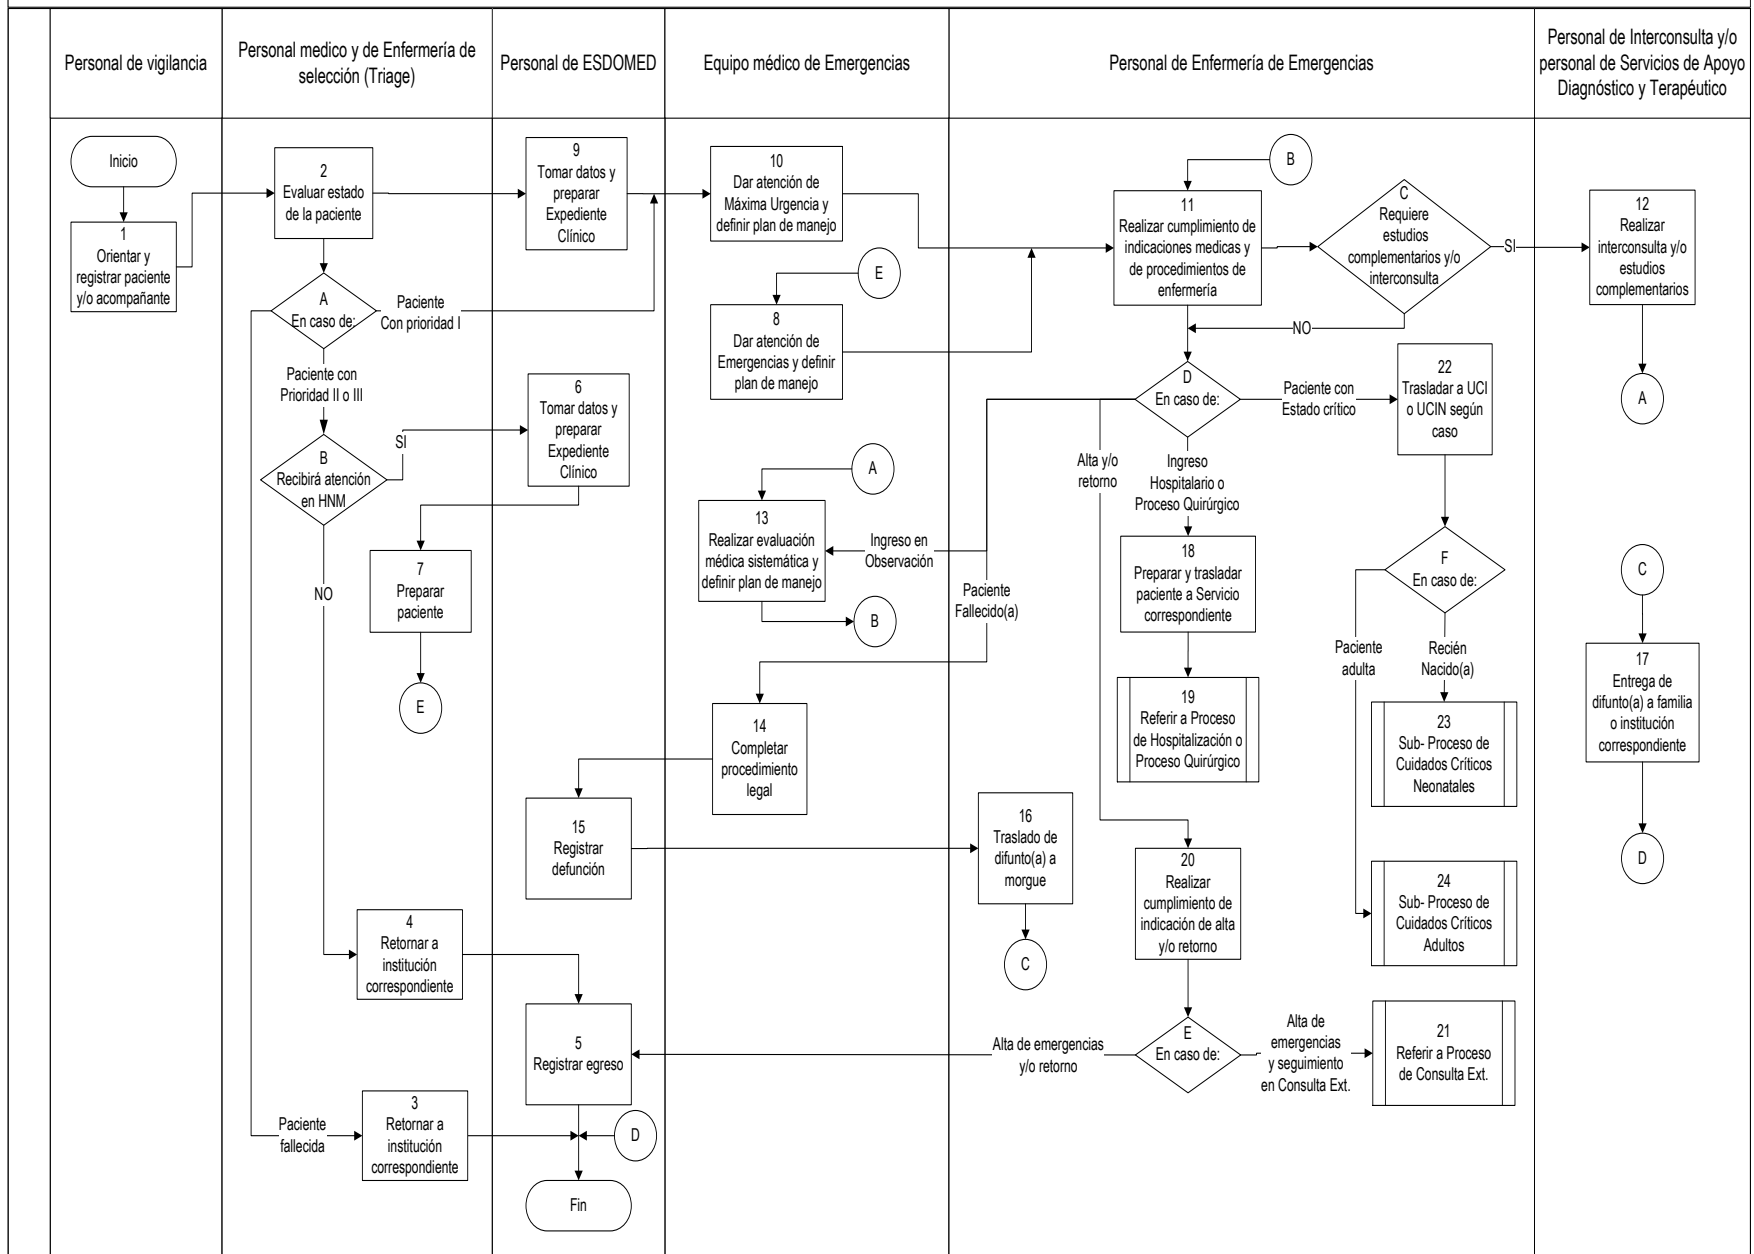 Personal de vigilancia
Personal medico y de Enfermería de
selección (Triage)
Personal de ESDOMED
Equipo médico de Emergencias
Personal de Enfermería de Emergencias
Personal de Interconsulta y/o
personal de Servicios de Apoyo
Diagnóstico y Terapéutico
Inicio
1
Orientar y
registrar paciente
y/o acompañante
2
Evaluar estado
de la paciente
A
En caso de:
Paciente
Con prioridad I
Paciente con
Prioridad II o III
B
Recibirá atención
en HNM
SI
NO
7
Preparar
paciente
E
4
Retornar a
institución
correspondiente
Paciente
fallecida
3
Retornar a
institución
correspondiente
9
Tomar datos y
preparar
Expediente
Clínico
6
Tomar datos y
preparar
Expediente
Clínico
15
Registrar
defunción
5
Registrar egreso
D
Fin
10
Dar atención de
Máxima Urgencia y
definir plan de manejo
E
8
Dar atención de
Emergencias y definir
plan de manejo
A
13
Realizar evaluación
médica sistemática y
definir plan de manejo
Ingreso en
Observación
B
14
Completar
procedimiento
legal
B
11
Realizar cumplimiento de
indicaciones medicas y
de procedimientos de
enfermería
C
Requiere
estudios
complementarios y/o
interconsulta
SI
NO
D
En caso de:
Paciente con
Estado crítico
22
Trasladar a UCI
o UCIN según
caso
Alta y/o
retorno
Ingreso
Hospitalario o
Proceso Quirúrgico
Paciente
Fallecido(a)
18
Preparar y trasladar
paciente a Servicio
correspondiente
F
En caso de:
Paciente
adulta
Recién
Nacido(a)
19
Referir a Proceso
de Hospitalización o
Proceso Quirúrgico
23
Sub- Proceso de
Cuidados Críticos
Neonatales
16
Traslado de
difunto(a) a
morgue
C
20
Realizar
cumplimiento de
indicación de alta
y/o retorno
24
Sub- Proceso de
Cuidados Críticos
Adultos
E
En caso de:
Alta de emergencias
y/o retorno
Alta de
emergencias
y seguimiento
en Consulta Ext.
21
Referir a Proceso
de Consulta Ext.
12
Realizar
interconsulta y/o
estudios
complementarios
A
C
17
Entrega de
difunto(a) a familia
o institución
correspondiente
D